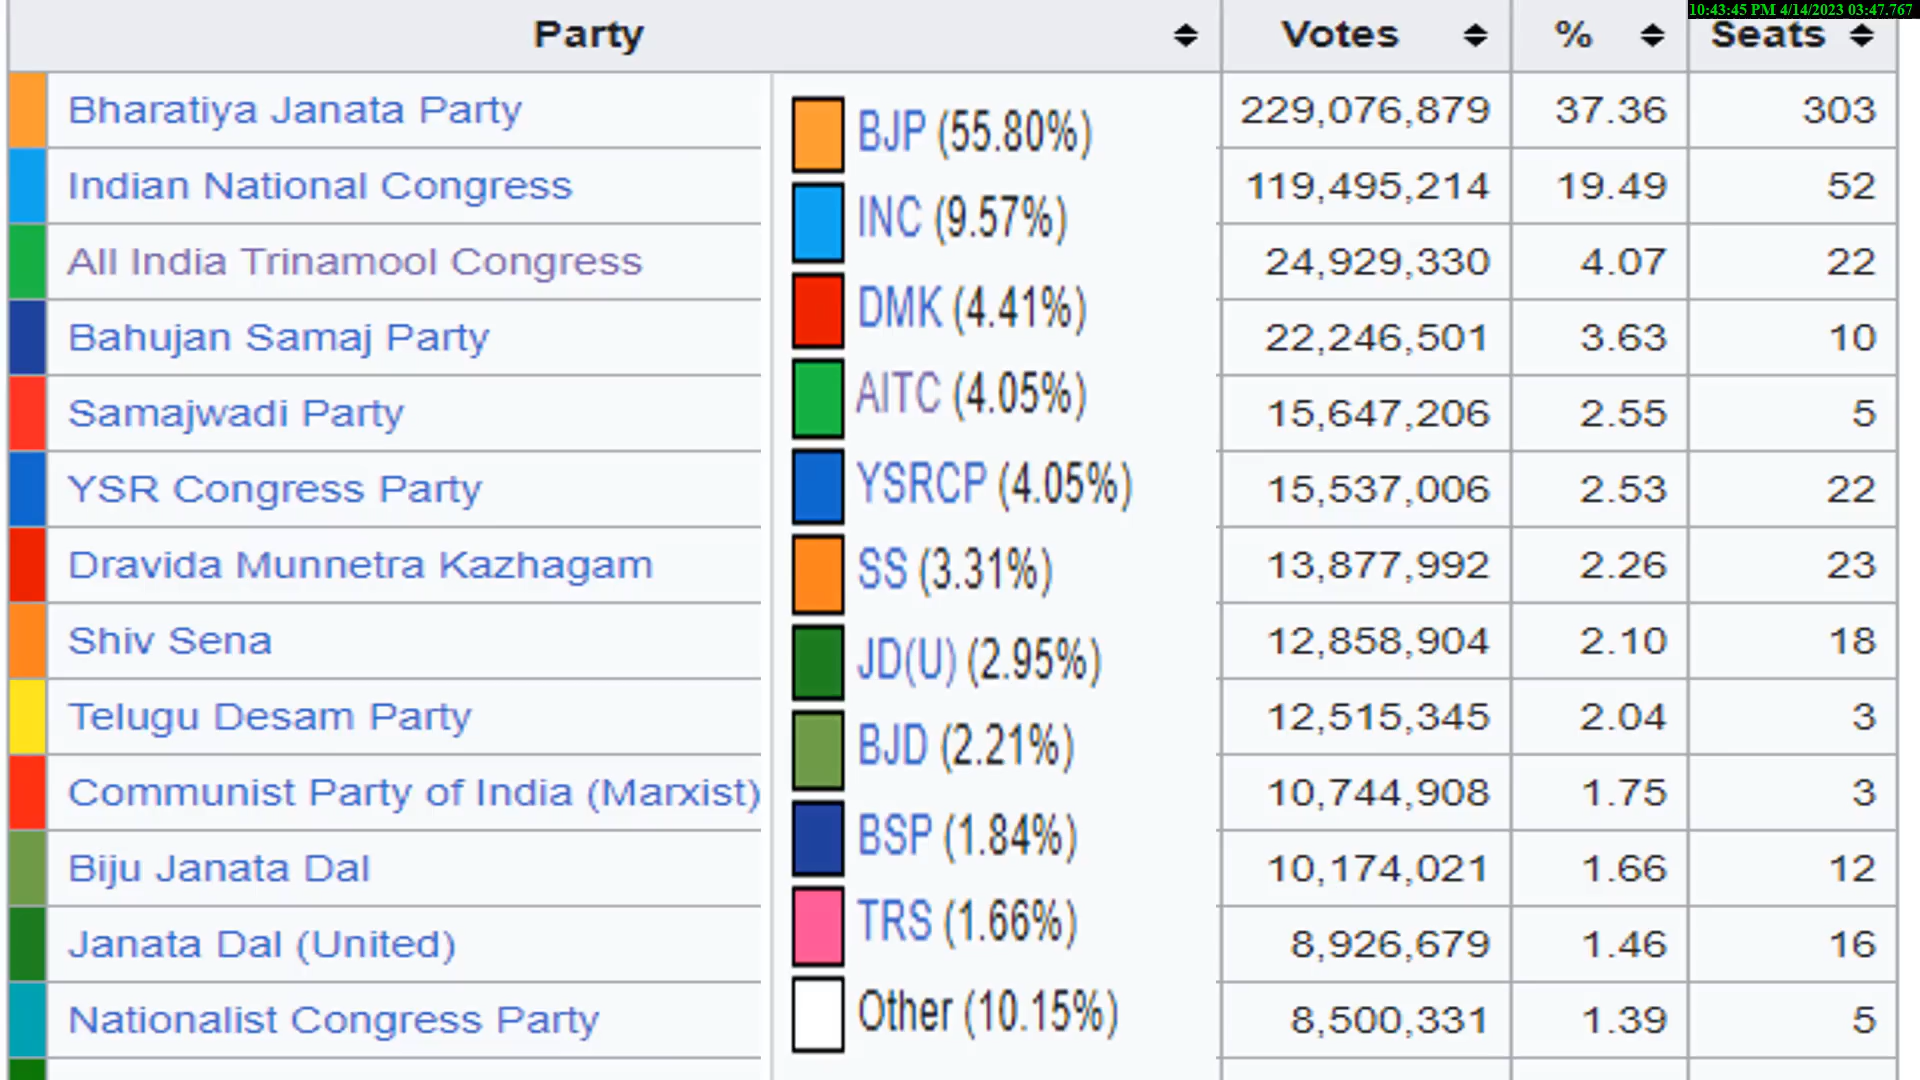 10:43:45 PM 4/14/2023 03:47.767
Party Votes % Seats
Bharatiya Janata Party 229,076,879 37.36 303
Indian National Congress 119,495,214 19.49 52
All India Trinamool Congress 24,929,330 4.07 22
Bahujan Samaj Party 22,246,501 3.63 10
Samajwadi Party 15,647,206 2.55 5
YSR Congress Party 15,537,006 2.53 22
Dravida Munnetra Kazhagam 13,877,992 2.26 23
Shiv Sena 12,858,904 2.10 18
Telugu Desam Party 12,515,345 2.04 3
Communist Party of India (Marxist) 10,744,908 1.75 3
Biju Janata Dal 10,174,021 1.66 12
Janata Dal (United) 8,926,679 1.46 16
Nationalist Congress Party 8,500,331 1.39 5
BJP (55.80%)
INC (9.57%)
DMK (4.41%)
AITC (4.05%)
YSRCP (4.05%)
SS (3.31%)
JD(U) (2.95%)
BJD (2.21%)
BSP (1.84%)
TRS (1.66%)
Other (10.15%)